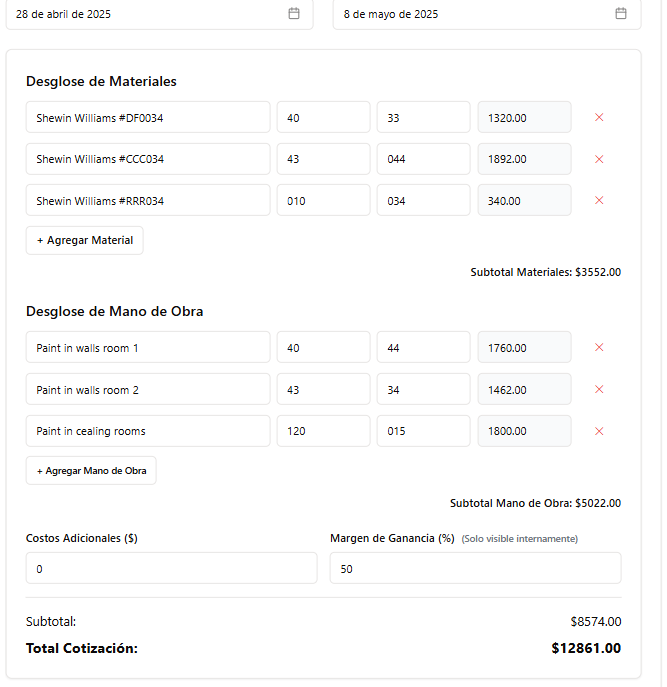 28 de abril de 2025 8 de mayo de 2025
Desglose de Materiales
Shewin Williams #DF0034 40 33 1320.00
Shewin Williams #CCC034 43 044 1892.00
Shewin Williams #RRR034 010 034 340.00
+ Agregar Material
Subtotal Materiales: $3552.00
Desglose de Mano de Obra
Paint in walls room 1 40 44 1760.00
Paint in walls room 2 43 34 1462.00
Paint in cealing rooms 120 015 1800.00
+ Agregar Mano de Obra
Subtotal Mano de Obra: $5022.00
Costos Adicionales ($) Margen de Ganancia (%) (Solo visible internamente)
0 50
Subtotal: $8574.00
Total Cotización: $12861.00